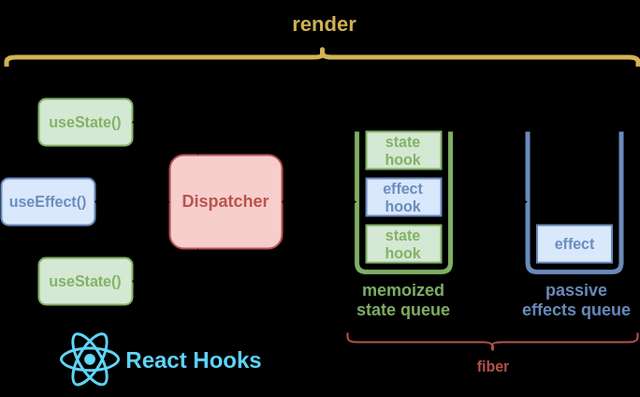 render
useState()
useEffect()
useState()
Dispatcher
state
hook
effect
hook
state
hook
effect
memoized
state queue
passive
effects queue
fiber
React Hooks